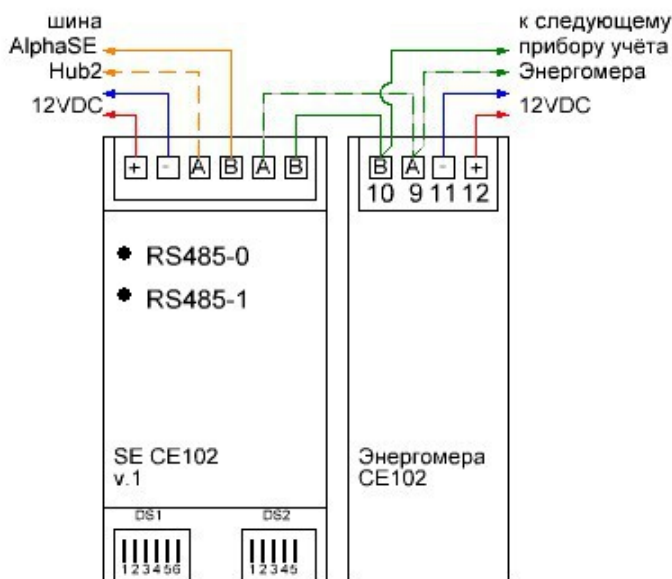 шина
AlphaSE
Hub2
12VDC
к следующему
прибору учёта
Энергомера
12VDC
+ - A B A B
B A - +
10 9 11 12
RS485-0
RS485-1
SE CE102
v.1
Энергомера
CE102
DS1
DS2
123456
12345